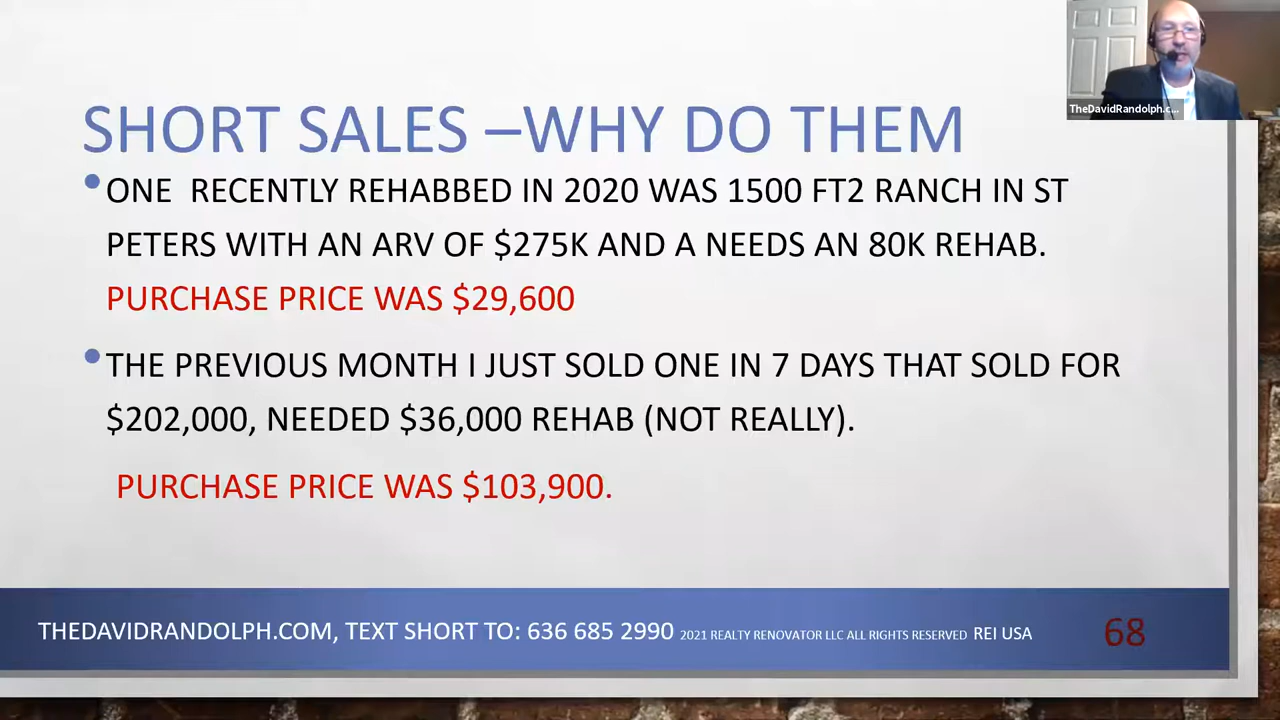 TheDavidRandolph.c...
SHORT SALES –WHY DO THEM
•ONE RECENTLY REHABBED IN 2020 WAS 1500 FT2 RANCH IN ST
PETERS WITH AN ARV OF $275K AND A NEEDS AN 80K REHAB.
PURCHASE PRICE WAS $29,600
•THE PREVIOUS MONTH I JUST SOLD ONE IN 7 DAYS THAT SOLD FOR
$202,000, NEEDED $36,000 REHAB (NOT REALLY).
PURCHASE PRICE WAS $103,900.
THEDAVIDRANDOLPH.COM, TEXT SHORT TO: 636 685 2990 2021 REALTY RENOVATOR LLC ALL RIGHTS RESERVED REI USA
68